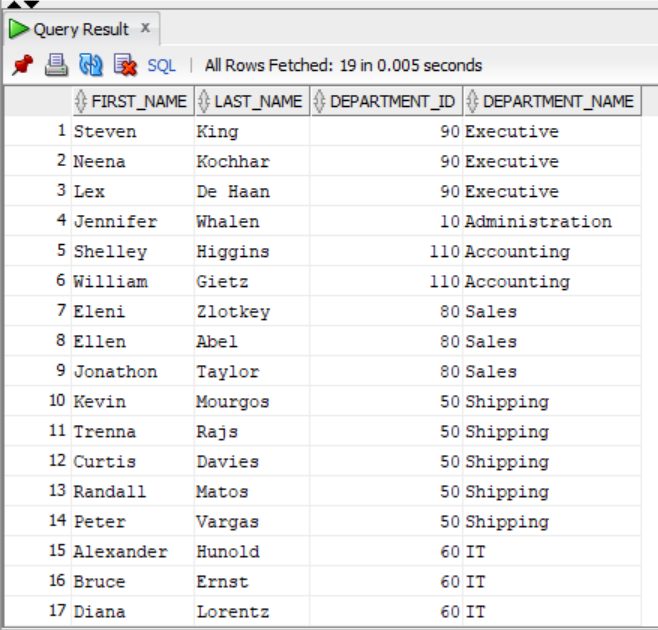 Query Result x
SQL | All Rows Fetched: 19 in 0.005 seconds
FIRST_NAME LAST_NAME DEPARTMENT_ID DEPARTMENT_NAME
1 Steven King 90 Executive
2 Neena Kochhar 90 Executive
3 Lex De Haan 90 Executive
4 Jennifer Whalen 10 Administration
5 Shelley Higgins 110 Accounting
6 William Gietz 110 Accounting
7 Eleni Zlotkey 80 Sales
8 Ellen Abel 80 Sales
9 Jonathon Taylor 80 Sales
10 Kevin Mourgos 50 Shipping
11 Trenna Rajs 50 Shipping
12 Curtis Davies 50 Shipping
13 Randall Matos 50 Shipping
14 Peter Vargas 50 Shipping
15 Alexander Hunold 60 IT
16 Bruce Ernst 60 IT
17 Diana Lorentz 60 IT